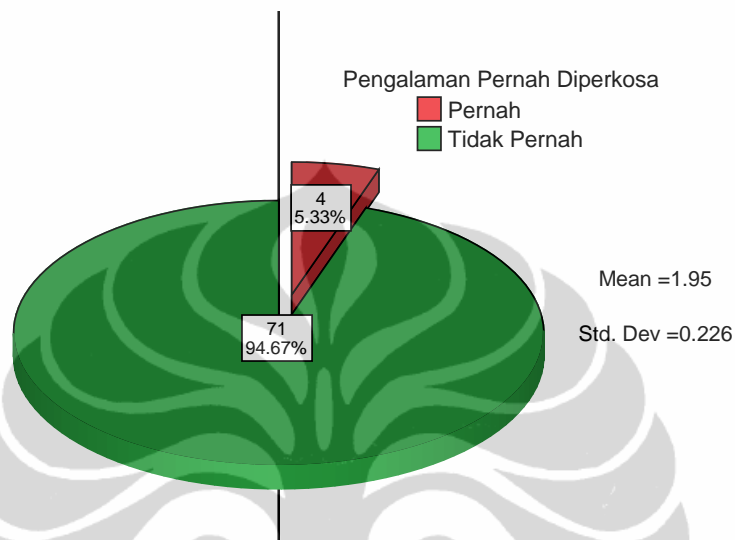 Pengalaman Pernah Diperkosa
Pernah
Tidak Pernah
4
5.33%
Mean =1.95
71
94.67%
Std. Dev =0.226